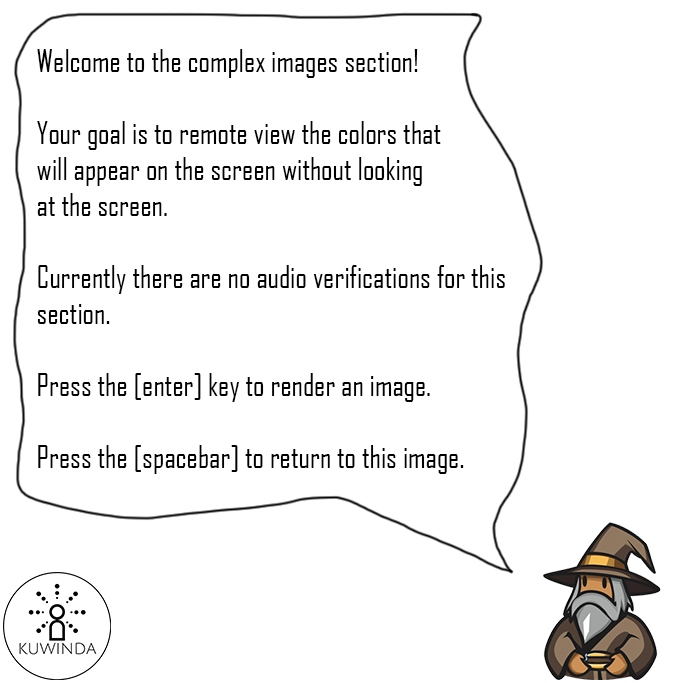 Welcome to the complex images section!
Your goal is to remote view the colors that
will appear on the screen without looking
at the screen.
Currently there are no audio verifications for this
section.
Press the [enter] key to render an image.
Press the [spacebar] to return to this image.
KUWINDA